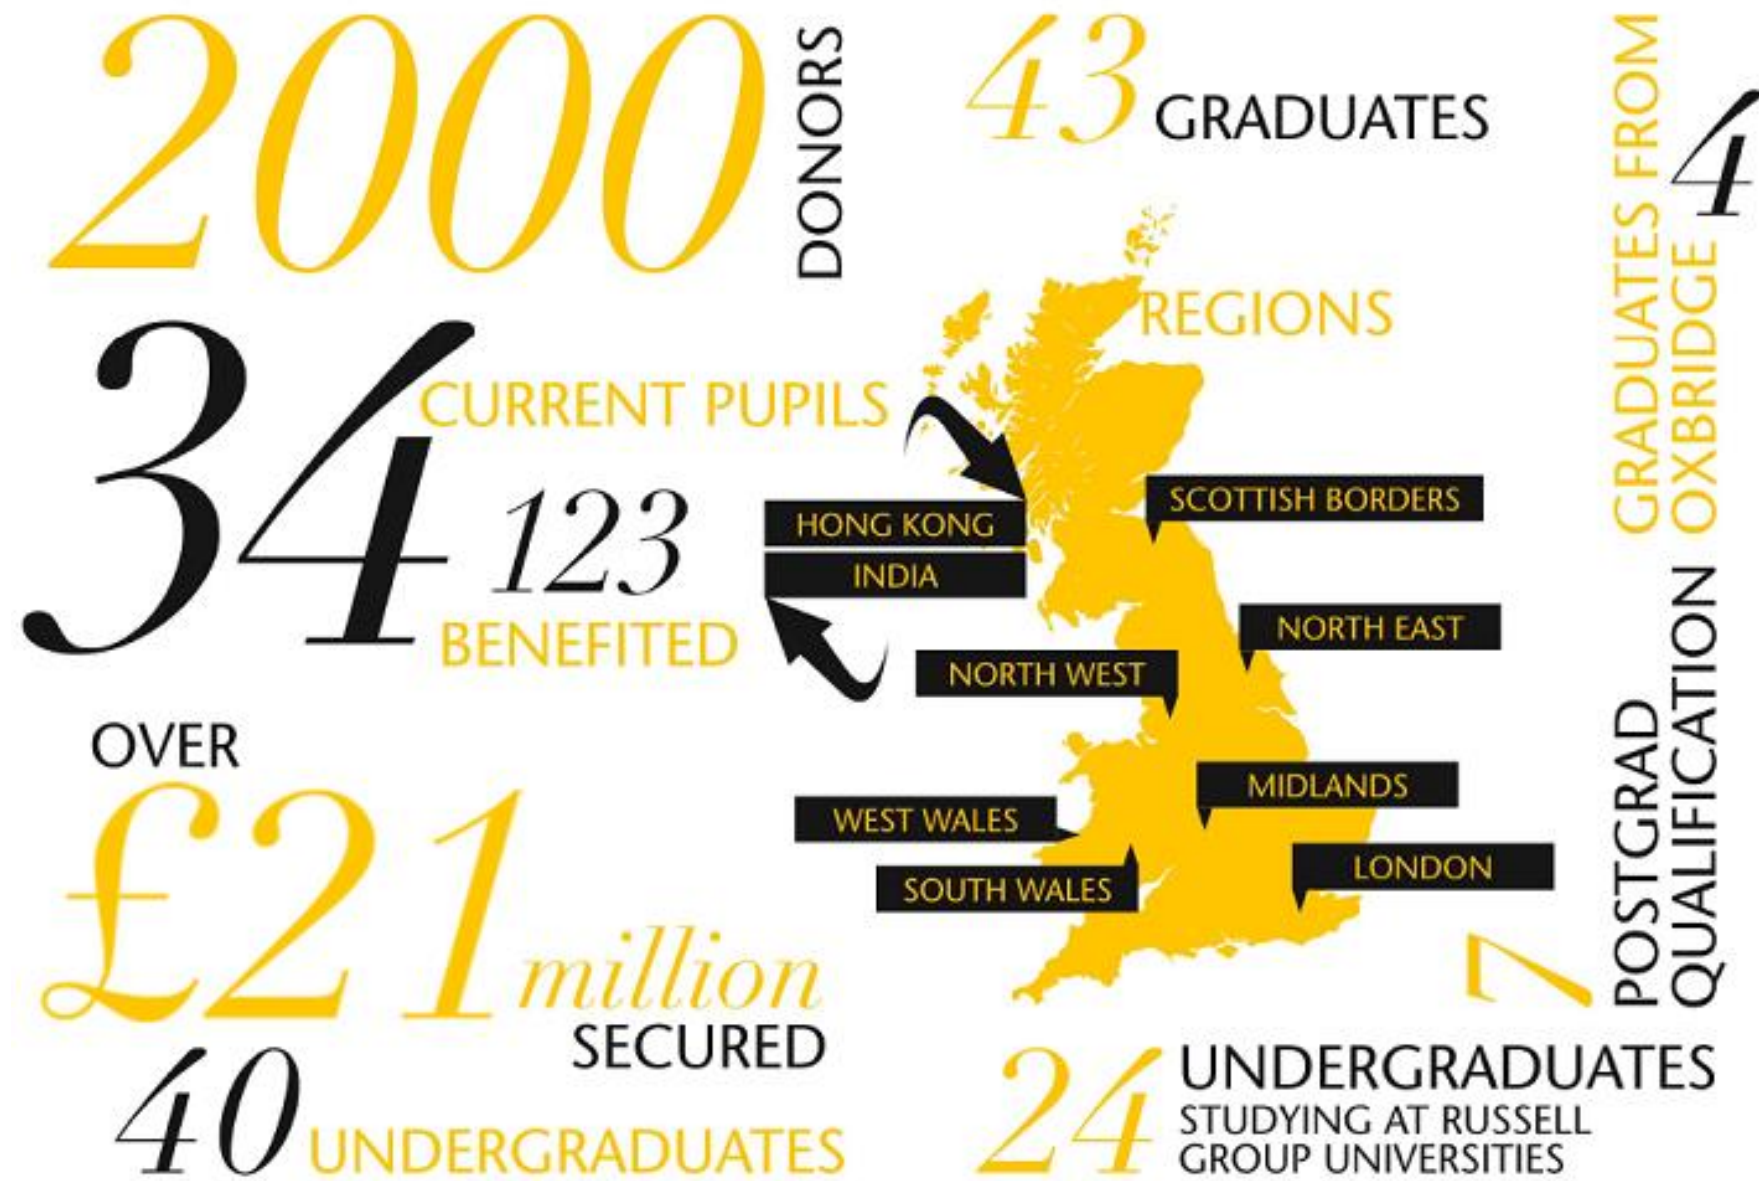 2000
DONORS
34
CURRENT PUPILS
123
BENEFITED
OVER
£21 million
SECURED
40 UNDERGRADUATES
43 GRADUATES
REGIONS
HONG KONG
INDIA
SCOTTISH BORDERS
NORTH EAST
NORTH WEST
MIDLANDS
WEST WALES
SOUTH WALES
LONDON
24 UNDERGRADUATES
STUDYING AT RUSSELL
GROUP UNIVERSITIES
4
GRADUATES FROM
OXBRIDGE
7
POSTGRAD
QUALIFICATION